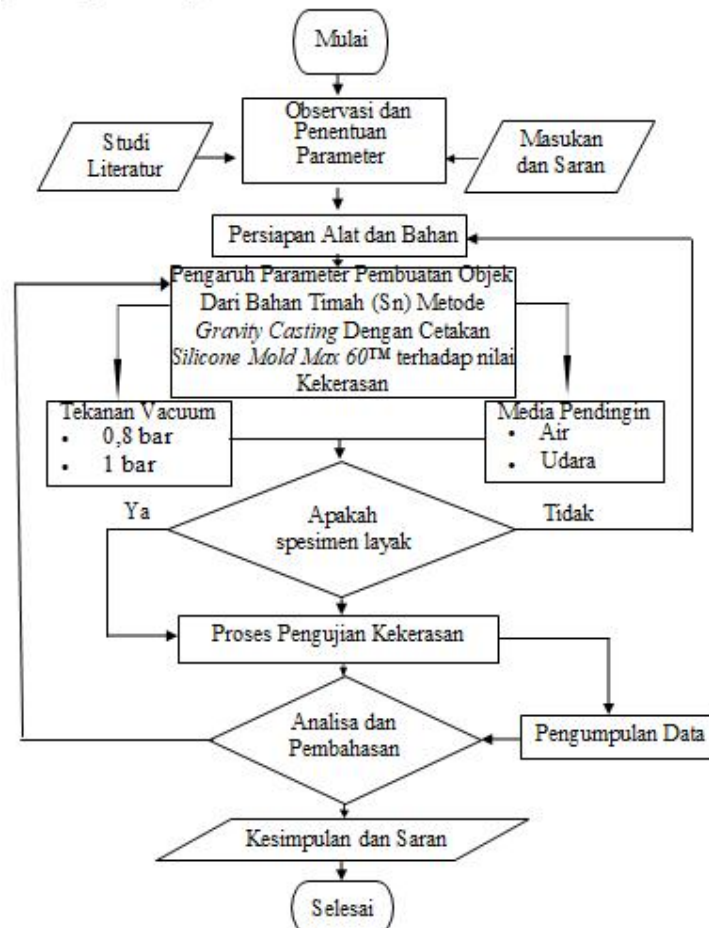 Mulai
Observasi dan
Penentuan
Parameter
Studi
Literatur
Masukan
dan Saran
Persiapan Alat dan Bahan
Pengaruh Parameter Pembuatan Objek
Dari Bahan Timah (Sn) Metode
Gravity Casting Dengan Cetakan
Silicone Mold Max 60™ terhadap nilai
Kekerasan
Tekanan Vacuum
• 0,8 bar
• 1 bar
Media Pendingin
• Air
• Udara
Ya
Apakah
spesimen layak
Tidak
Proses Pengujian Kekerasan
Analisa dan
Pembahasan
Pengumpulan Data
Kesimpulan dan Saran
Selesai